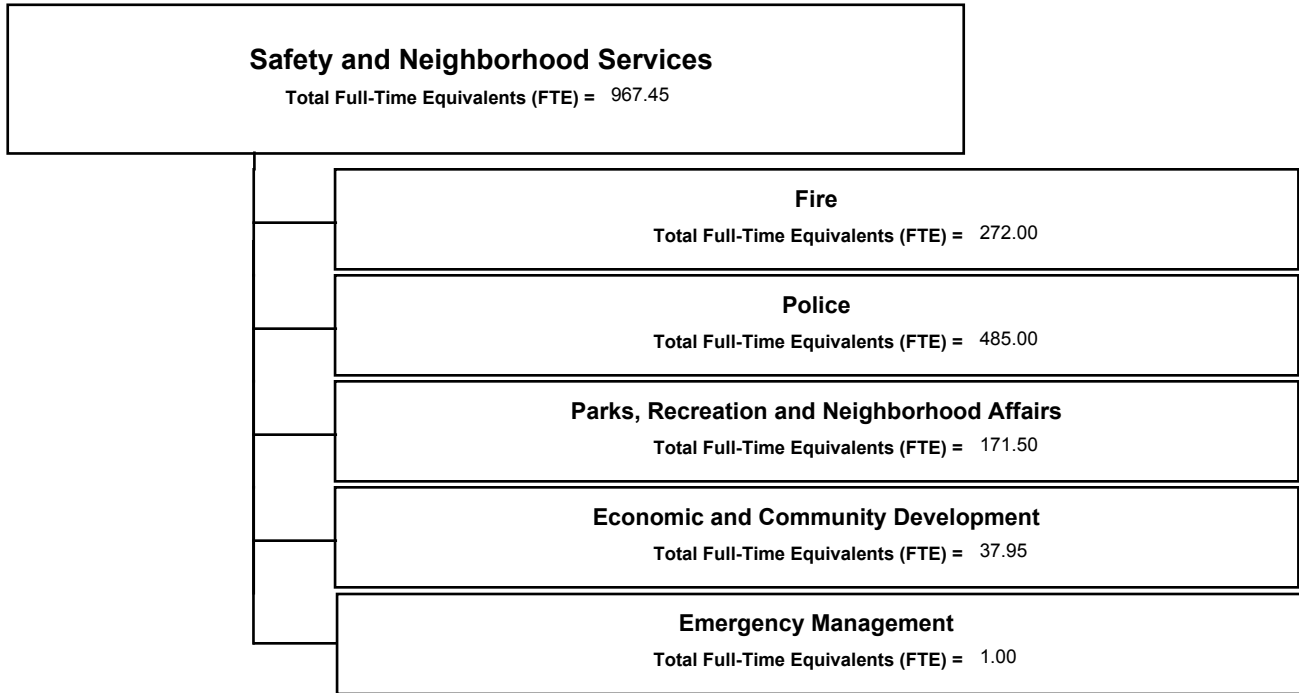 Safety and Neighborhood Services
Total Full-Time Equivalents (FTE) = 967.45
Fire
Total Full-Time Equivalents (FTE) = 272.00
Police
Total Full-Time Equivalents (FTE) = 485.00
Parks, Recreation and Neighborhood Affairs
Total Full-Time Equivalents (FTE) = 171.50
Economic and Community Development
Total Full-Time Equivalents (FTE) = 37.95
Emergency Management
Total Full-Time Equivalents (FTE) = 1.00